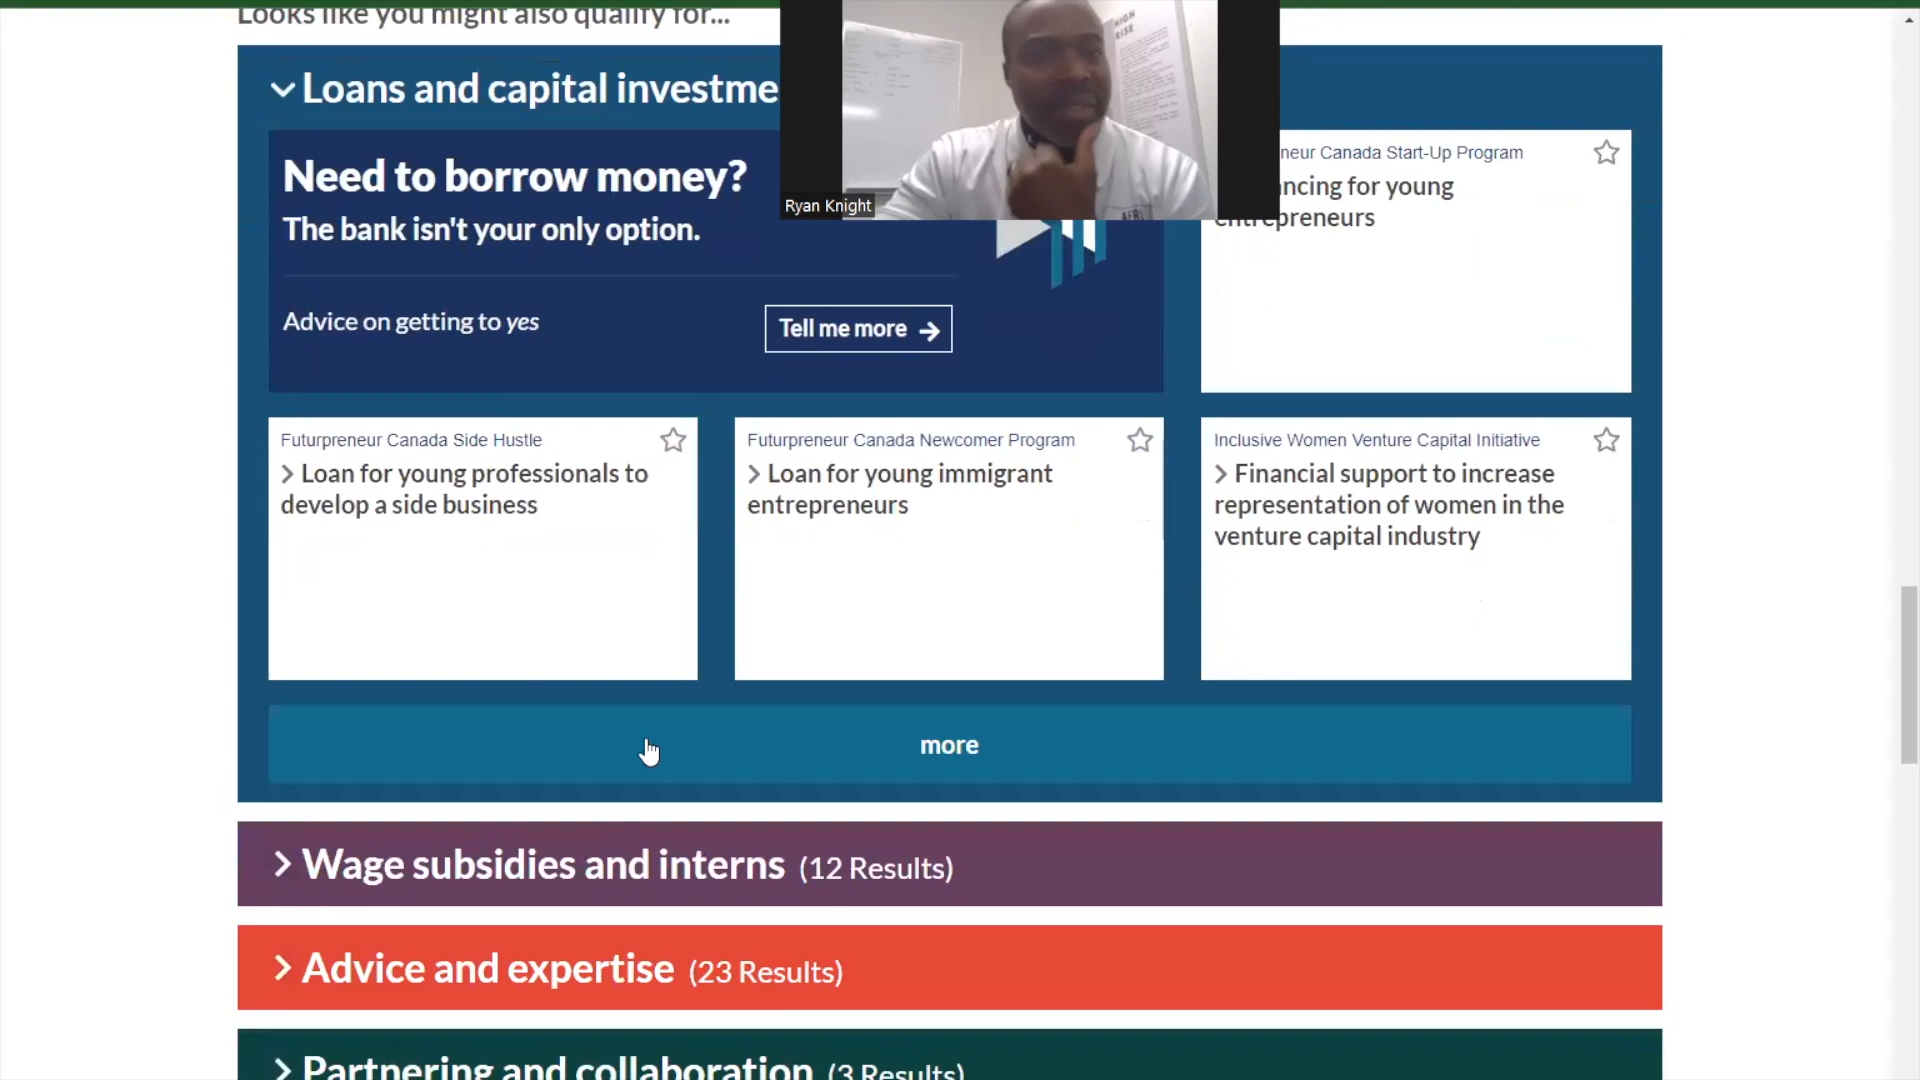 Looks like you might also qualify for...
Loans and capital investme
Need to borrow money?
The bank isn't your only option.
Advice on getting to yes
Tell me more
HIGH
RISE
Ryan Knight
neur Canada Start-Up Program
ncing for young
entrepreneurs
Futurpreneur Canada Side Hustle
Loan for young professionals to
develop a side business
Futurpreneur Canada Newcomer Program
Loan for young immigrant
entrepreneurs
Inclusive Women Venture Capital Initiative
Financial support to increase
representation of women in the
venture capital industry
more
Wage subsidies and interns (12 Results)
Advice and expertise (23 Results)
Partnering and collaboration (3 Results)